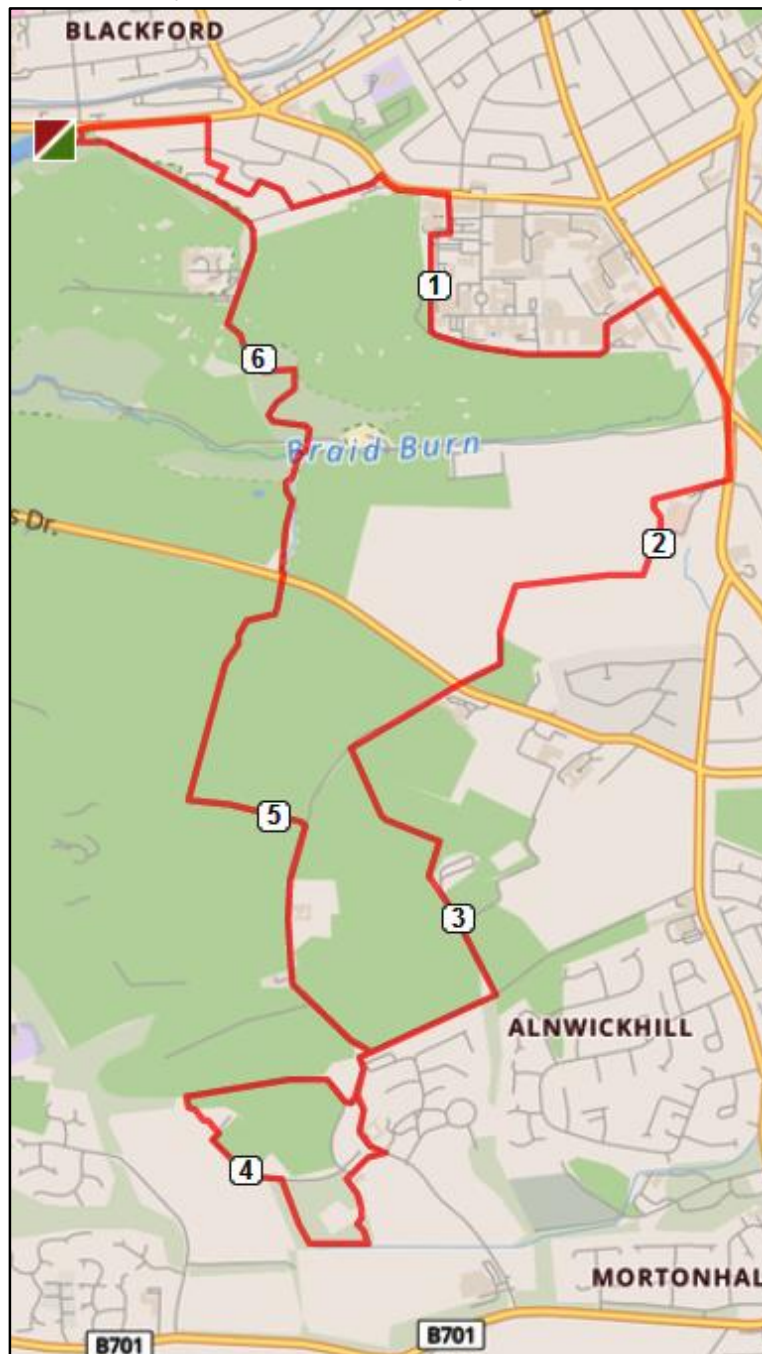 BLACKFORD
1
6
Braid Burn
s Dr.
2
5
3
ALNWICKHILL
4
MORTONHAL
B701
B701